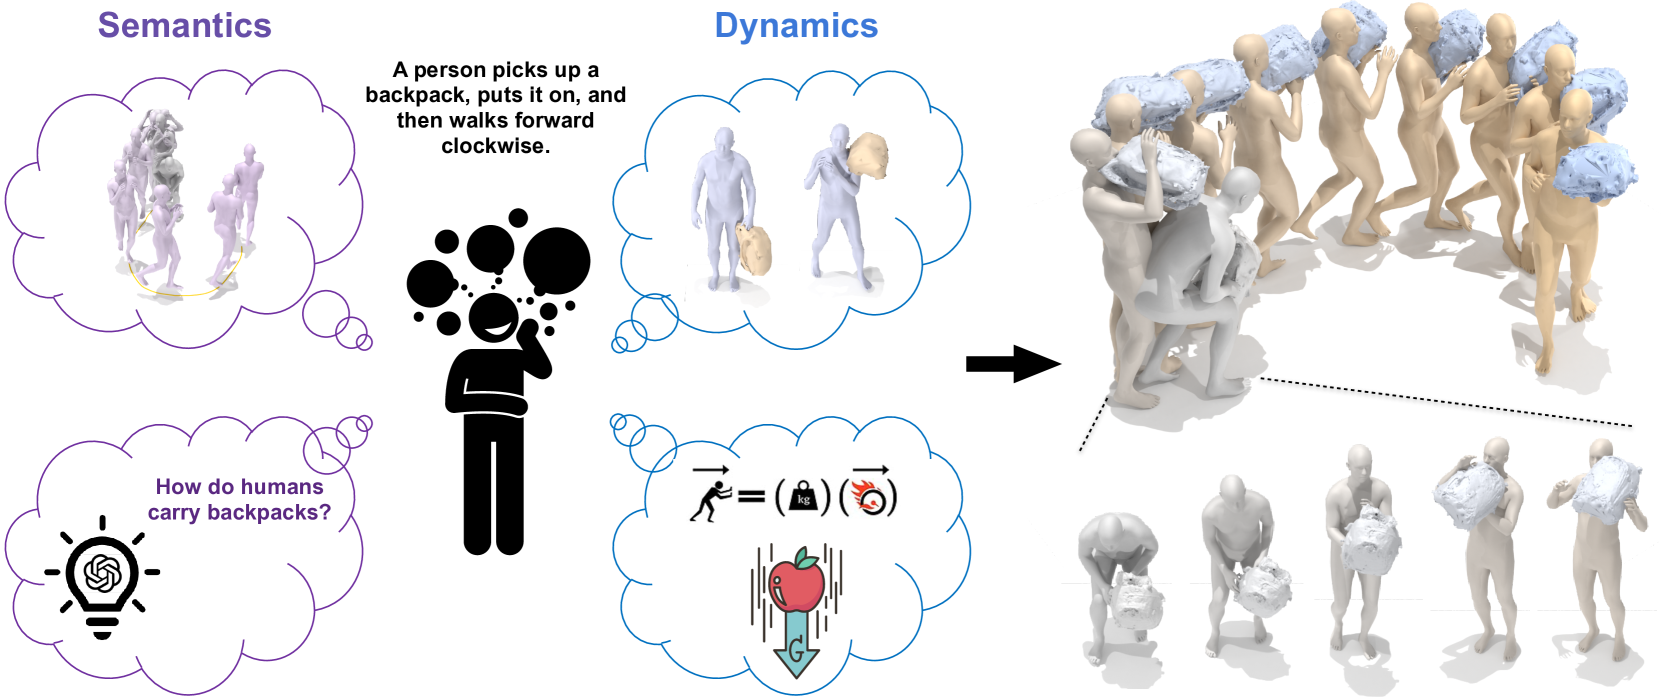 Semantics
Dynamics
A person picks up a
backpack, puts it on, and
then walks forward
clockwise.
How do humans
carry backpacks?
= ( kg ) ( )
G